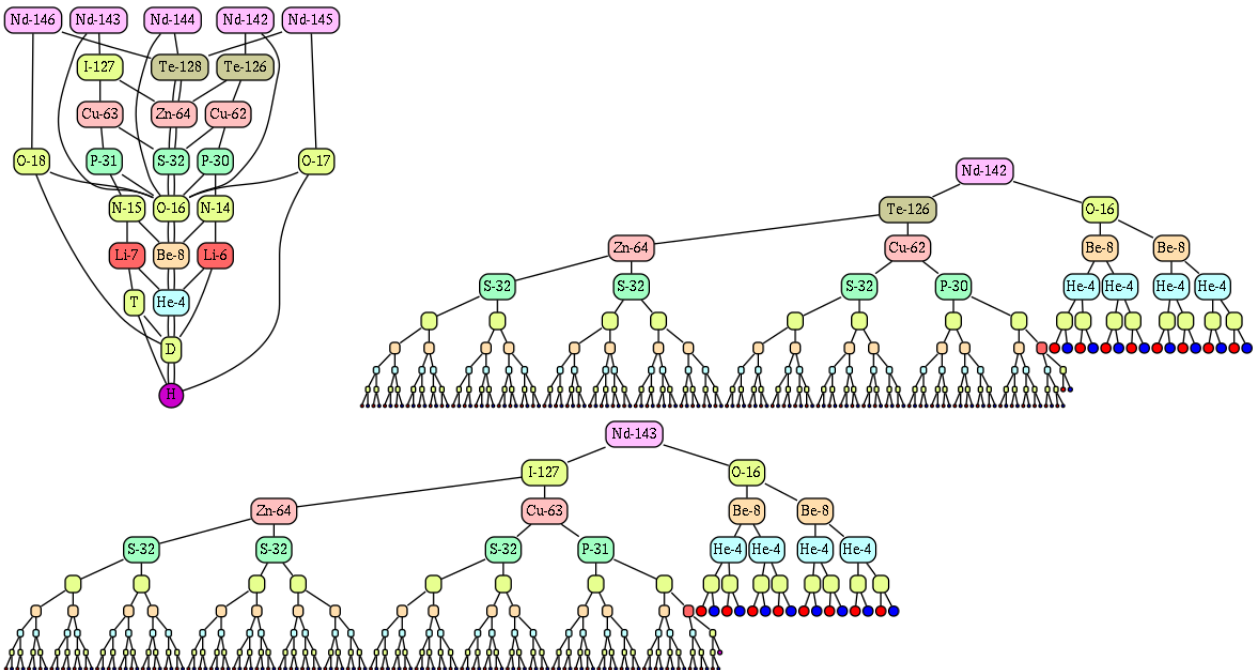 Nd-146 Nd-143 Nd-144 Nd-142 Nd-145
I-127 Te-128 Te-126
Cu-63 Zn-64 Cu-62
O-18 P-31 S-32 P-30 O-17
N-15 O-16 N-14
Li-7 Be-8 Li-6
T He-4
D
H
Nd-142
Te-126 O-16
Zn-64 Cu-62 Be-8 Be-8
S-32 S-32 S-32 P-30 He-4 He-4 He-4 He-4
Nd-143
I-127 O-16
Zn-64 Cu-63 Be-8 Be-8
S-32 S-32 S-32 P-31 He-4 He-4 He-4 He-4